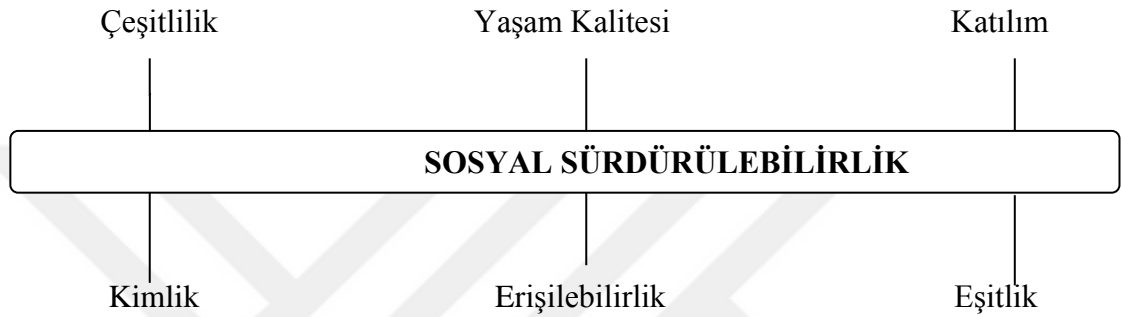 Çeşitlilik Yaşam Kalitesi Katılım
SOSYAL SÜRDÜRÜLEBİLİRLİK
Kimlik Erişilebilirlik Eşitlik